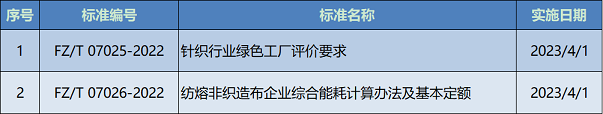 序号 标准编号 标准名称 实施日期
1 FZ/T 07025-2022 针织行业绿色工厂评价要求 2023/4/1
2 FZ/T 07026-2022 纺熔非织造布企业综合能耗计算办法及基本定额 2023/4/1